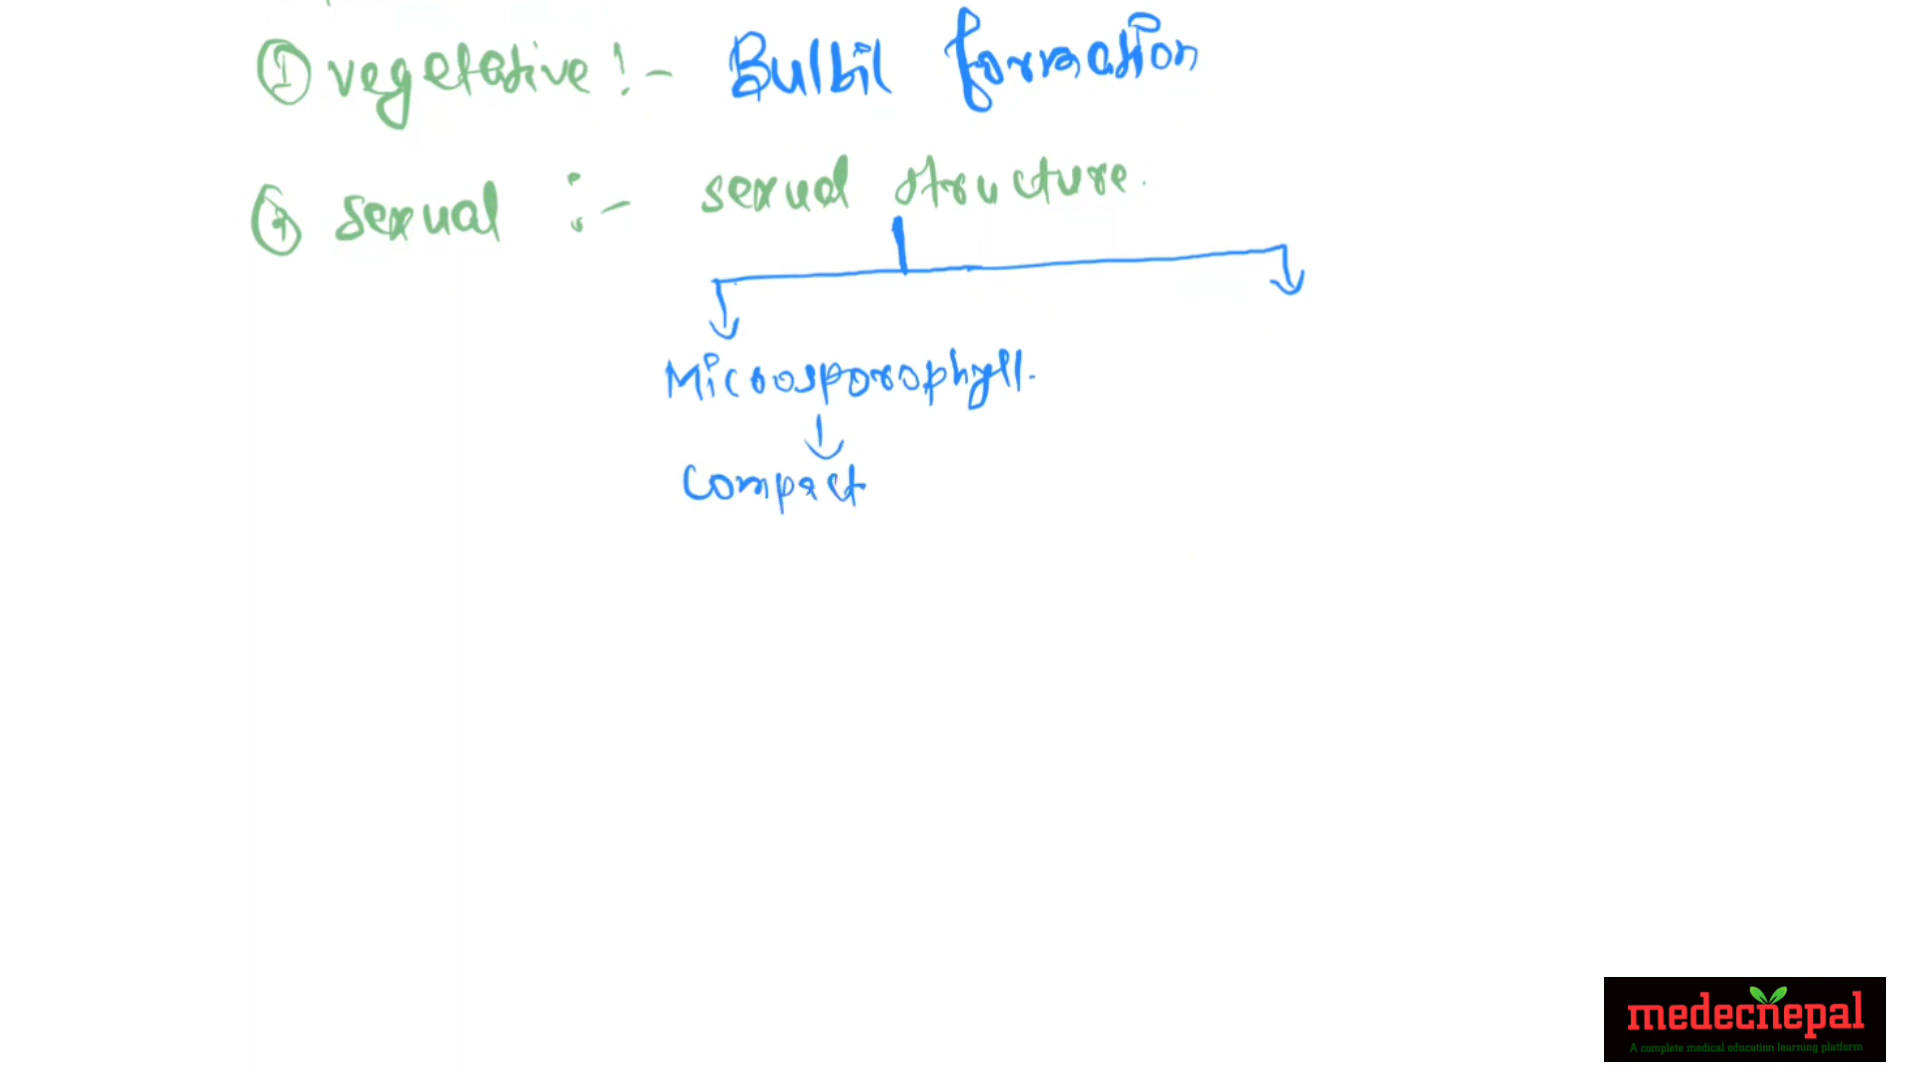 ① vegetative :- Bulbil formation
② sexual :- sexual structure.
Microsporophyll.
Compact
medecnepal
A complete medical education learning platform